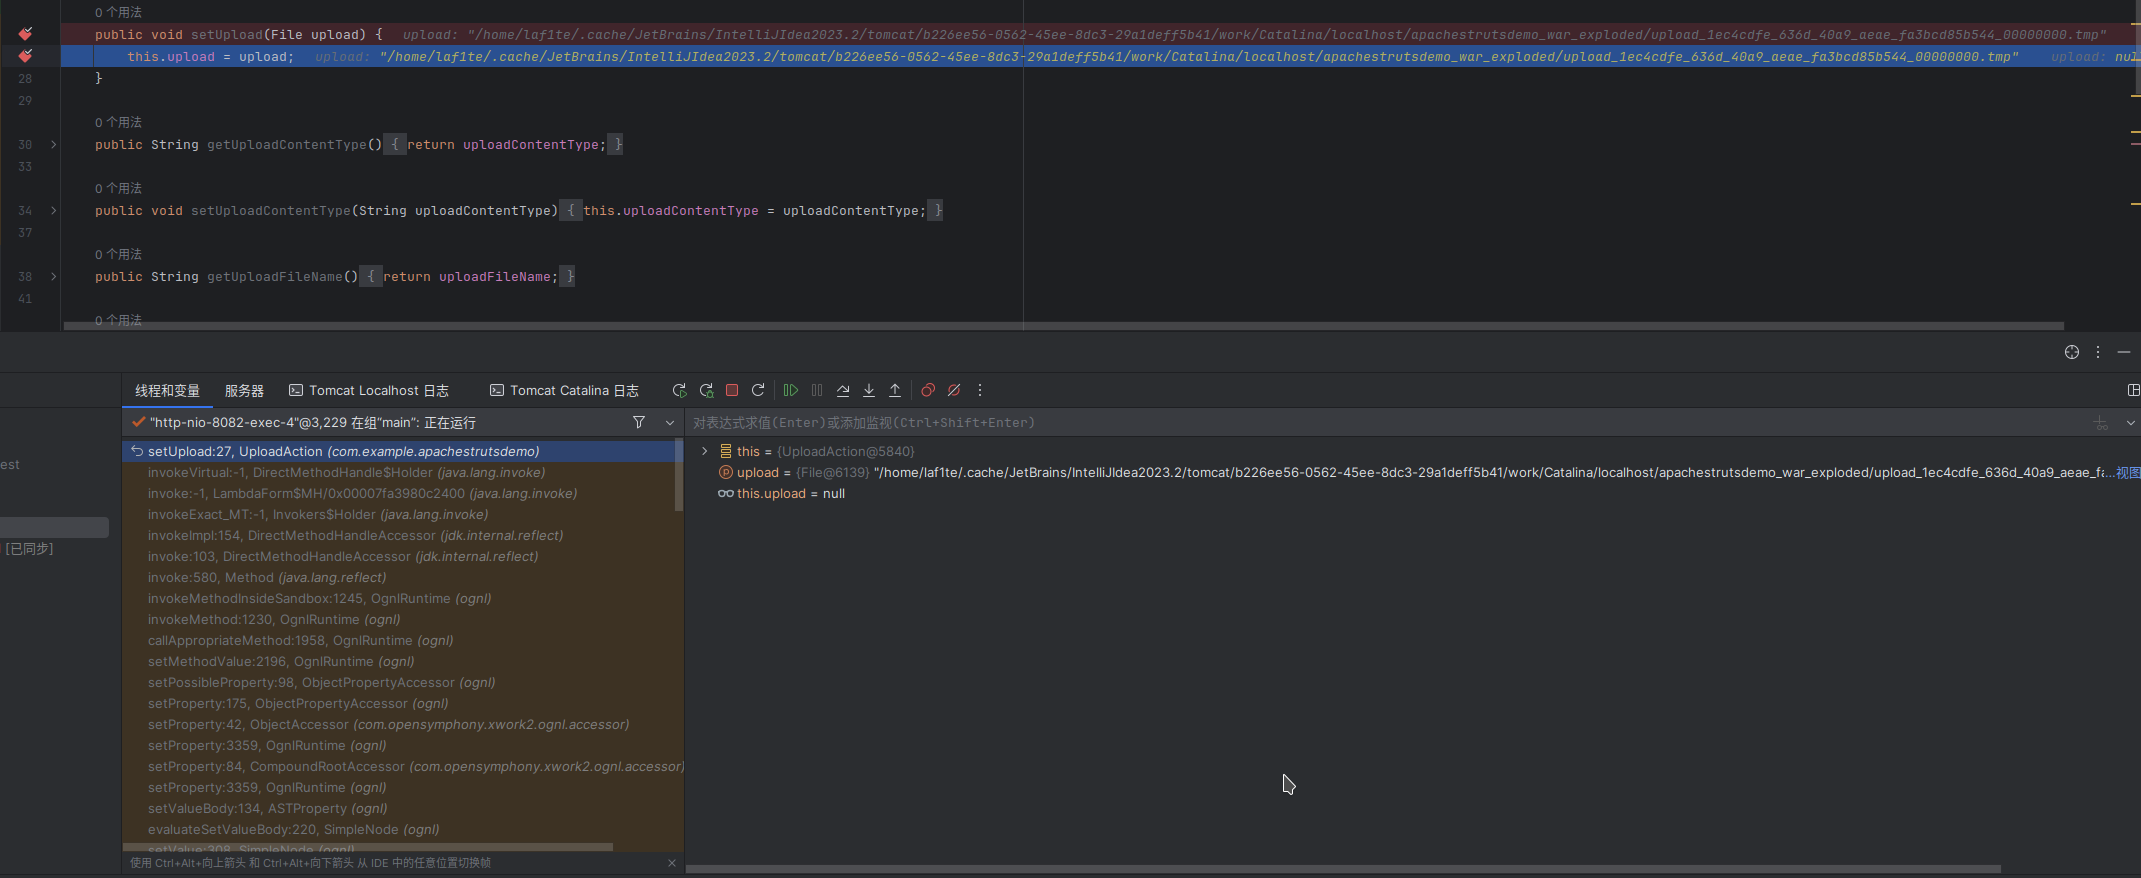 0 个用法
public void setUpload(File upload) { upload: "/home/laf1te/.cache/JetBrains/IntelliJIdea2023.2/tomcat/b226ee56-0562-45ee-8dc3-29a1deff5b41/work/Catalina/localhost/apachestrutsdemo_war_exploded/upload_1ec4cdfe_636d_40a9_aeae_fa3bcd85b544_00000000.tmp"
this.upload = upload; upload: "/home/laf1te/.cache/JetBrains/IntelliJIdea2023.2/tomcat/b226ee56-0562-45ee-8dc3-29a1deff5b41/work/Catalina/localhost/apachestrutsdemo_war_exploded/upload_1ec4cdfe_636d_40a9_aeae_fa3bcd85b544_00000000.tmp" upload: nul
28 }
29
0 个用法
30 public String getUploadContentType() { return uploadContentType; }
33
0 个用法
34 public void setUploadContentType(String uploadContentType) { this.uploadContentType = uploadContentType; }
37
0 个用法
38 public String getUploadFileName() { return uploadFileName; }
41
0 个用法
线程和变量 服务器 Tomcat Localhost 日志 Tomcat Catalina 日志
"http-nio-8082-exec-4"@3,229 在组"main": 正在运行
对表达式求值(Enter)或添加监视(Ctrl+Shift+Enter)
setUpload:27, UploadAction (com.example.apachestrutsdemo)
invokeVirtual:-1, DirectMethodHandle$Holder (java.lang.invoke)
invoke:-1, LambdaForm$MH/0x00007fa3980c2400 (java.lang.invoke)
invokeExact_MT:-1, Invokers$Holder (java.lang.invoke)
invokeImpl:154, DirectMethodHandleAccessor (jdk.internal.reflect)
invoke:103, DirectMethodHandleAccessor (jdk.internal.reflect)
invoke:580, Method (java.lang.reflect)
invokeMethodInsideSandbox:1245, OgnlRuntime (ognl)
invokeMethod:1230, OgnlRuntime (ognl)
callAppropriateMethod:1958, OgnlRuntime (ognl)
setMethodValue:2196, OgnlRuntime (ognl)
setPossibleProperty:98, ObjectPropertyAccessor (ognl)
setProperty:175, ObjectPropertyAccessor (ognl)
setProperty:42, ObjectAccessor (com.opensymphony.xwork2.ognl.accessor)
setProperty:3359, OgnlRuntime (ognl)
setProperty:84, CompoundRootAccessor (com.opensymphony.xwork2.ognl.accessor)
setProperty:3359, OgnlRuntime (ognl)
setValueBody:134, ASTProperty (ognl)
evaluateSetValueBody:220, SimpleNode (ognl)
setValue:308, SimpleNode (ognl)
使用 Ctrl+Alt+向上箭头 和 Ctrl+Alt+向下箭头 从 IDE 中的任意位置切换帧
this = {UploadAction@5840}
upload = {File@6139} "/home/laf1te/.cache/JetBrains/IntelliJIdea2023.2/tomcat/b226ee56-0562-45ee-8dc3-29a1deff5b41/work/Catalina/localhost/apachestrutsdemo_war_exploded/upload_1ec4cdfe_636d_40a9_aeae_fa... 视图
this.upload = null
est
[已同步]